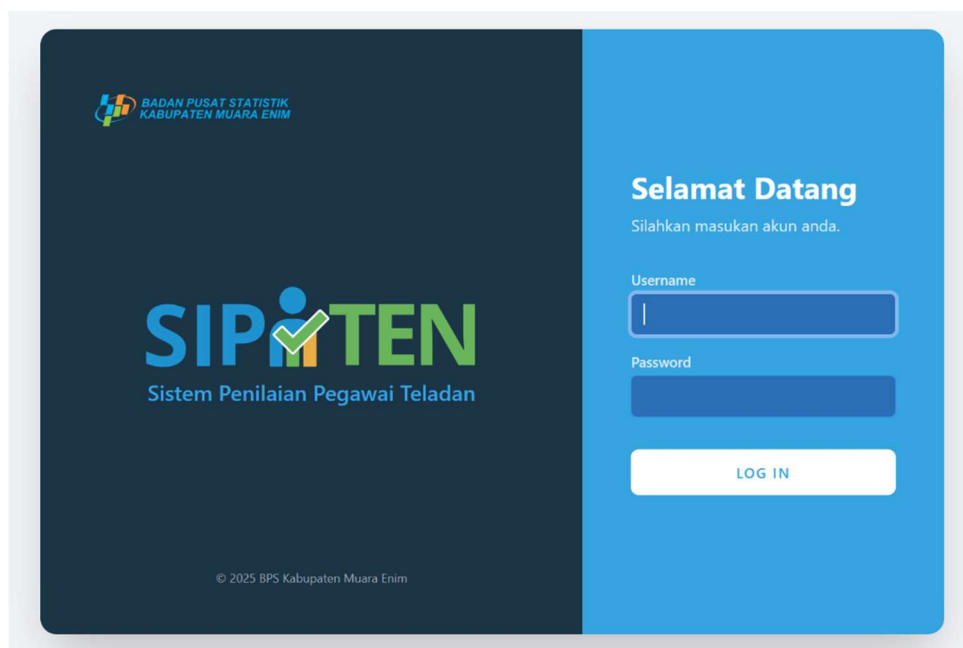 BADAN PUSAT STATISTIK
KABUPATEN MUARA ENIM
SIPATEN
Sistem Penilaian Pegawai Teladan
© 2025 BPS Kabupaten Muara Enim
Selamat Datang
Silahkan masukan akun anda.
Username
Password
LOG IN